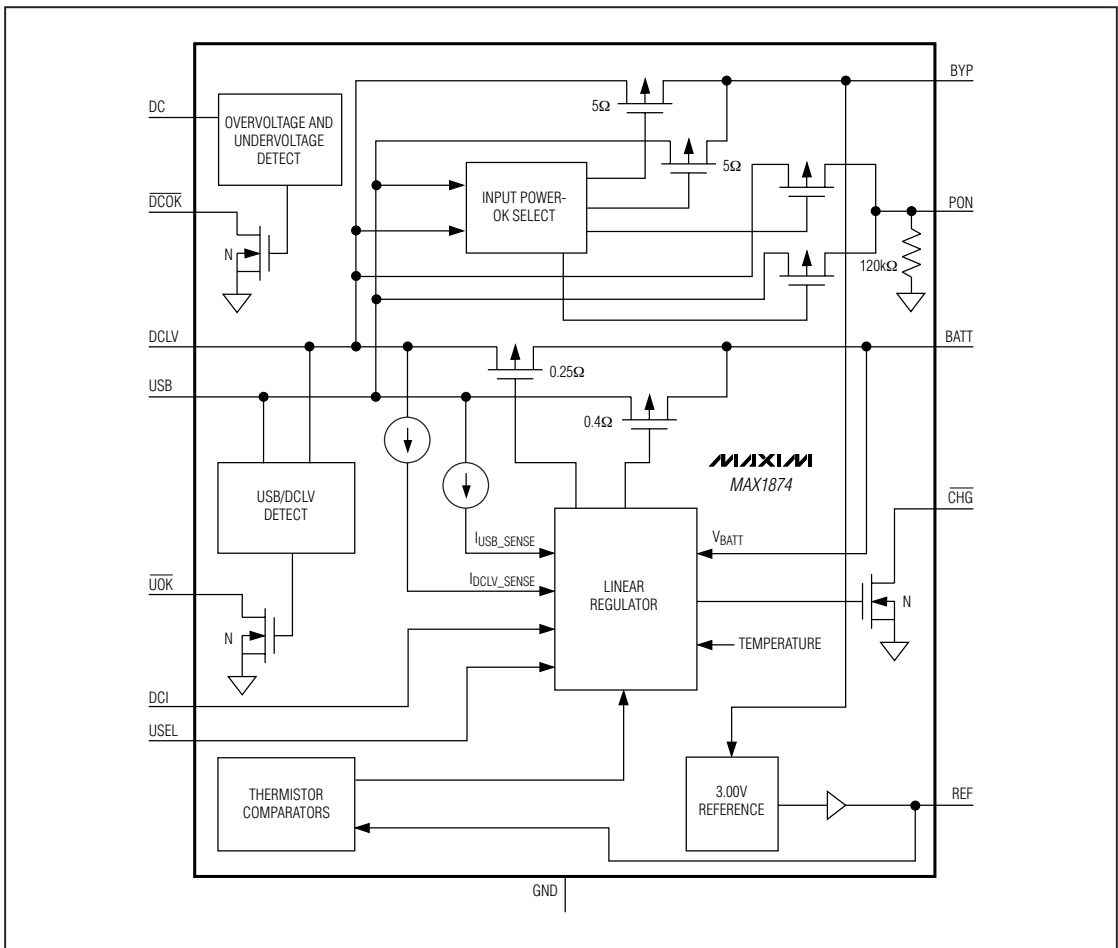 BYP
DC
OVERVOLTAGE AND
UNDERVOLTAGE
DETECT
5Ω
5Ω
INPUT POWER-
OK SELECT
DCOK
N
PON
120kΩ
DCLV
BATT
0.25Ω
USB
0.4Ω
MAXIM
MAX1874
USB/DCLV
DETECT
CHG
IUSB_SENSE
VBATT
IDCLV_SENSE
LINEAR
REGULATOR
UOK
N
N
TEMPERATURE
DCI
USEL
THERMISTOR
COMPARATORS
3.00V
REFERENCE
REF
GND